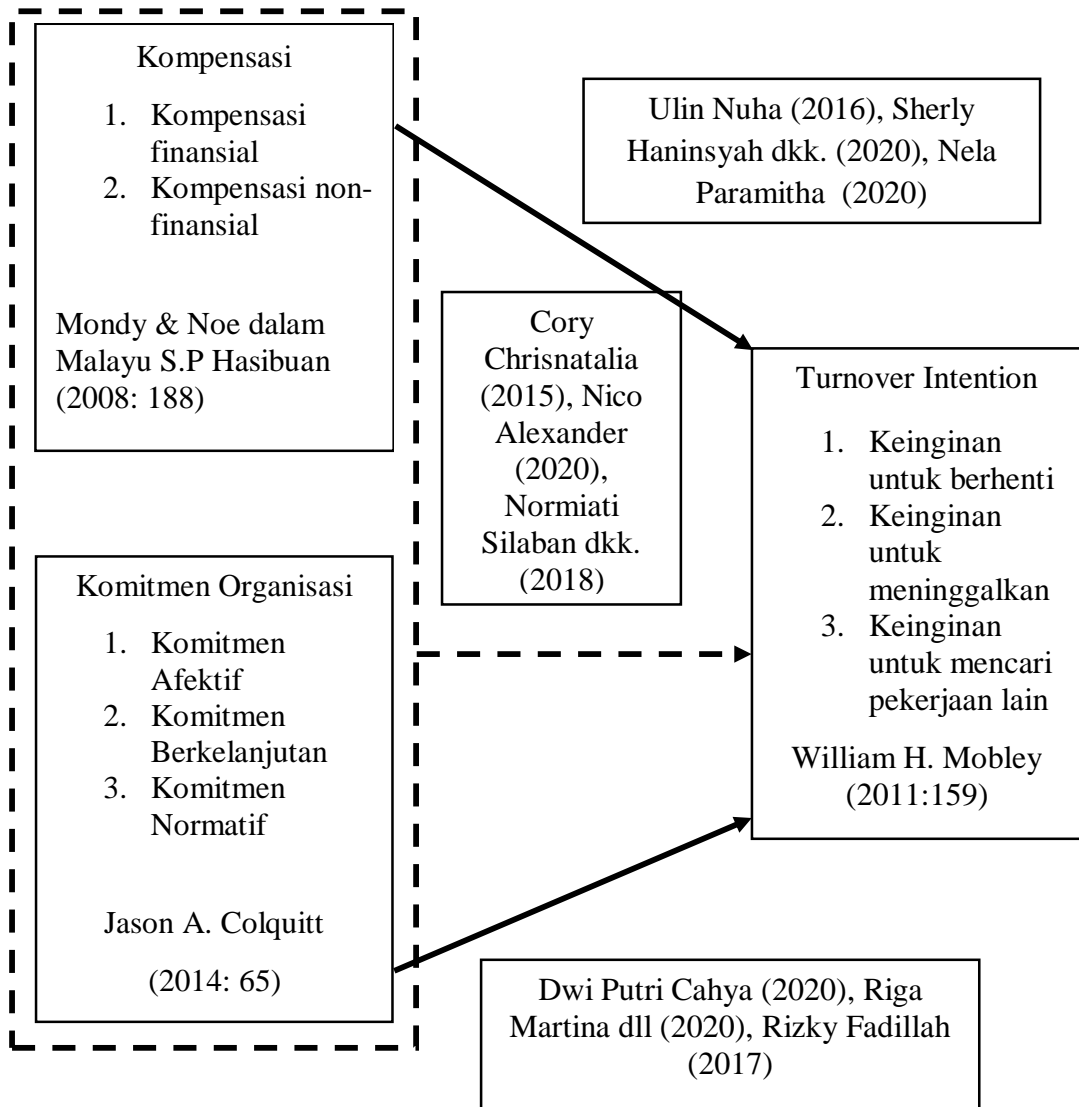 Kompensasi
1. Kompensasi
finansial
2. Kompensasi non-
finansial
Mondy & Noe dalam
Malayu S.P Hasibuan
(2008: 188)
Ulin Nuha (2016), Sherly
Haninsyah dkk. (2020), Nela
Paramitha (2020)
Cory
Chrisnatalia
(2015), Nico
Alexander
(2020),
Normiati
Silaban dkk.
(2018)
Turnover Intention
1. Keinginan
untuk berhenti
2. Keinginan
untuk
meninggalkan
3. Keinginan
untuk mencari
pekerjaan lain
William H. Mobley
(2011:159)
Komitmen Organisasi
1. Komitmen
Afektif
2. Komitmen
Berkelanjutan
3. Komitmen
Normatif
Jason A. Colquitt
(2014: 65)
Dwi Putri Cahya (2020), Riga
Martina dll (2020), Rizky Fadillah
(2017)